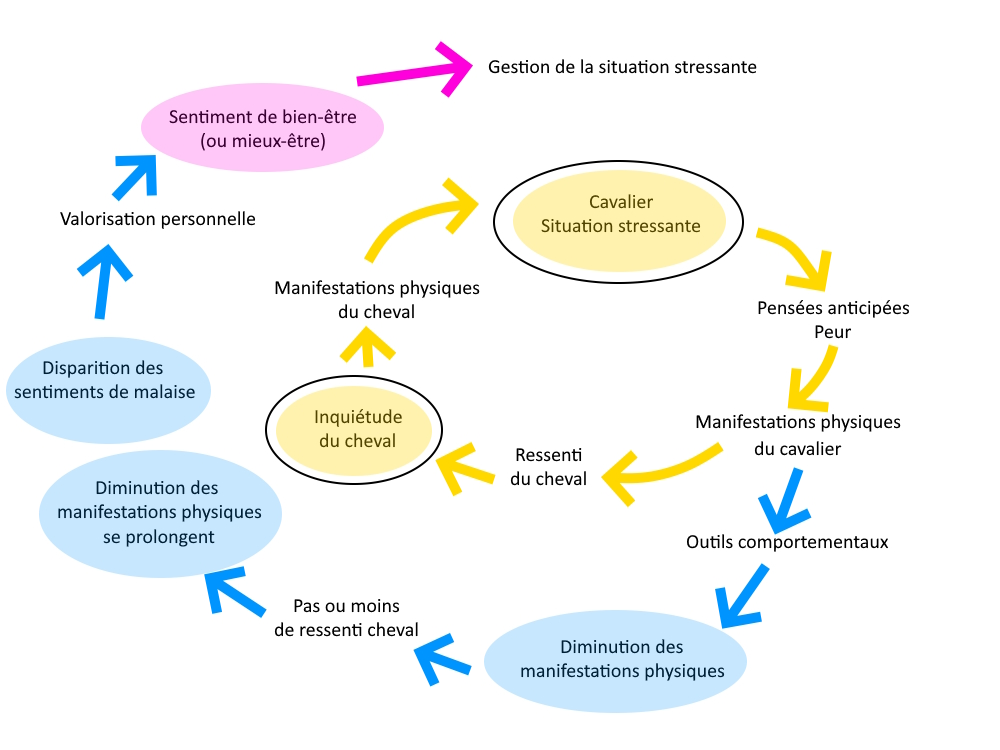 Gestion de la situation stressante
Sentiment de bien-être
(ou mieux-être)
Valorisation personnelle
Cavalier
Situation stressante
Manifestations physiques
du cheval
Pensées anticipées
Peur
Disparition des
sentiments de malaise
Inquiétude
du cheval
Manifestations physiques
du cavalier
Ressenti
du cheval
Diminution des
manifestations physiques
se prolongent
Outils comportementaux
Pas ou moins
de ressenti cheval
Diminution des
manifestations physiques